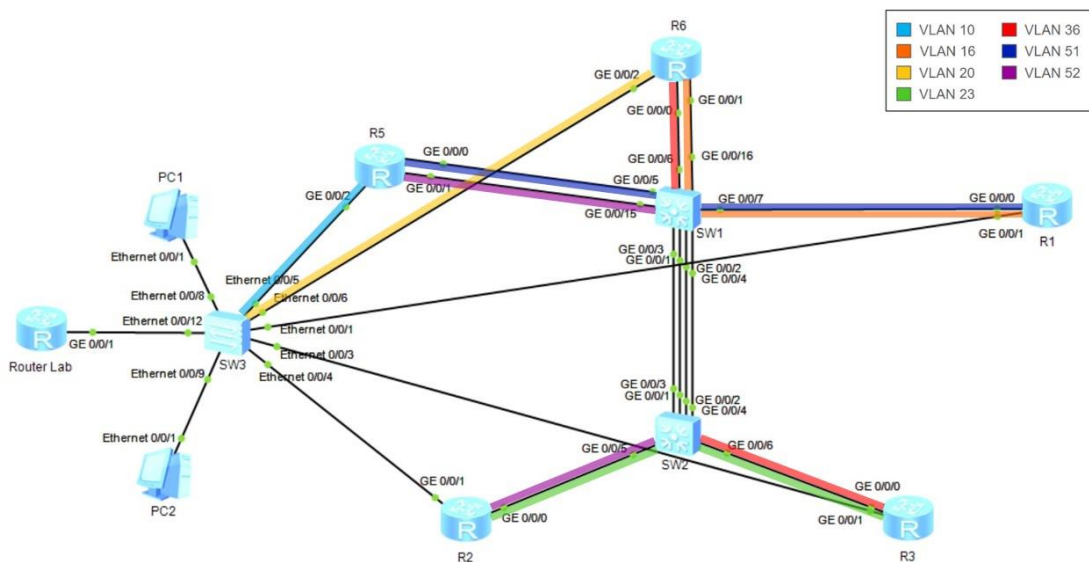 R6
VLAN 10
VLAN 36
VLAN 16
VLAN 51
VLAN 20
VLAN 52
VLAN 23
GE 0/0/2
GE 0/0/0
GE 0/0/1
R5
GE 0/0/0
GE 0/0/6
GE 0/0/16
PC1
GE 0/0/1
GE 0/0/5
GE 0/0/2
GE 0/0/7
GE 0/0/0
GE 0/0/15
SW1
GE 0/0/1
R1
Ethernet 0/0/1
GE 0/0/3
GE 0/0/1
GE 0/0/2
GE 0/0/4
Ethernet 0/0/5
Ethernet 0/0/8
Ethernet 0/0/6
Ethernet 0/0/12
Ethernet 0/0/1
GE 0/0/1
Router Lab
SW3
Ethernet 0/0/3
Ethernet 0/0/9
Ethernet 0/0/4
GE 0/0/3
GE 0/0/1
GE 0/0/2
GE 0/0/4
Ethernet 0/0/1
GE 0/0/5
GE 0/0/6
SW2
GE 0/0/1
GE 0/0/0
PC2
GE 0/0/0
GE 0/0/1
R2
R3
R
R
R
R
R
R